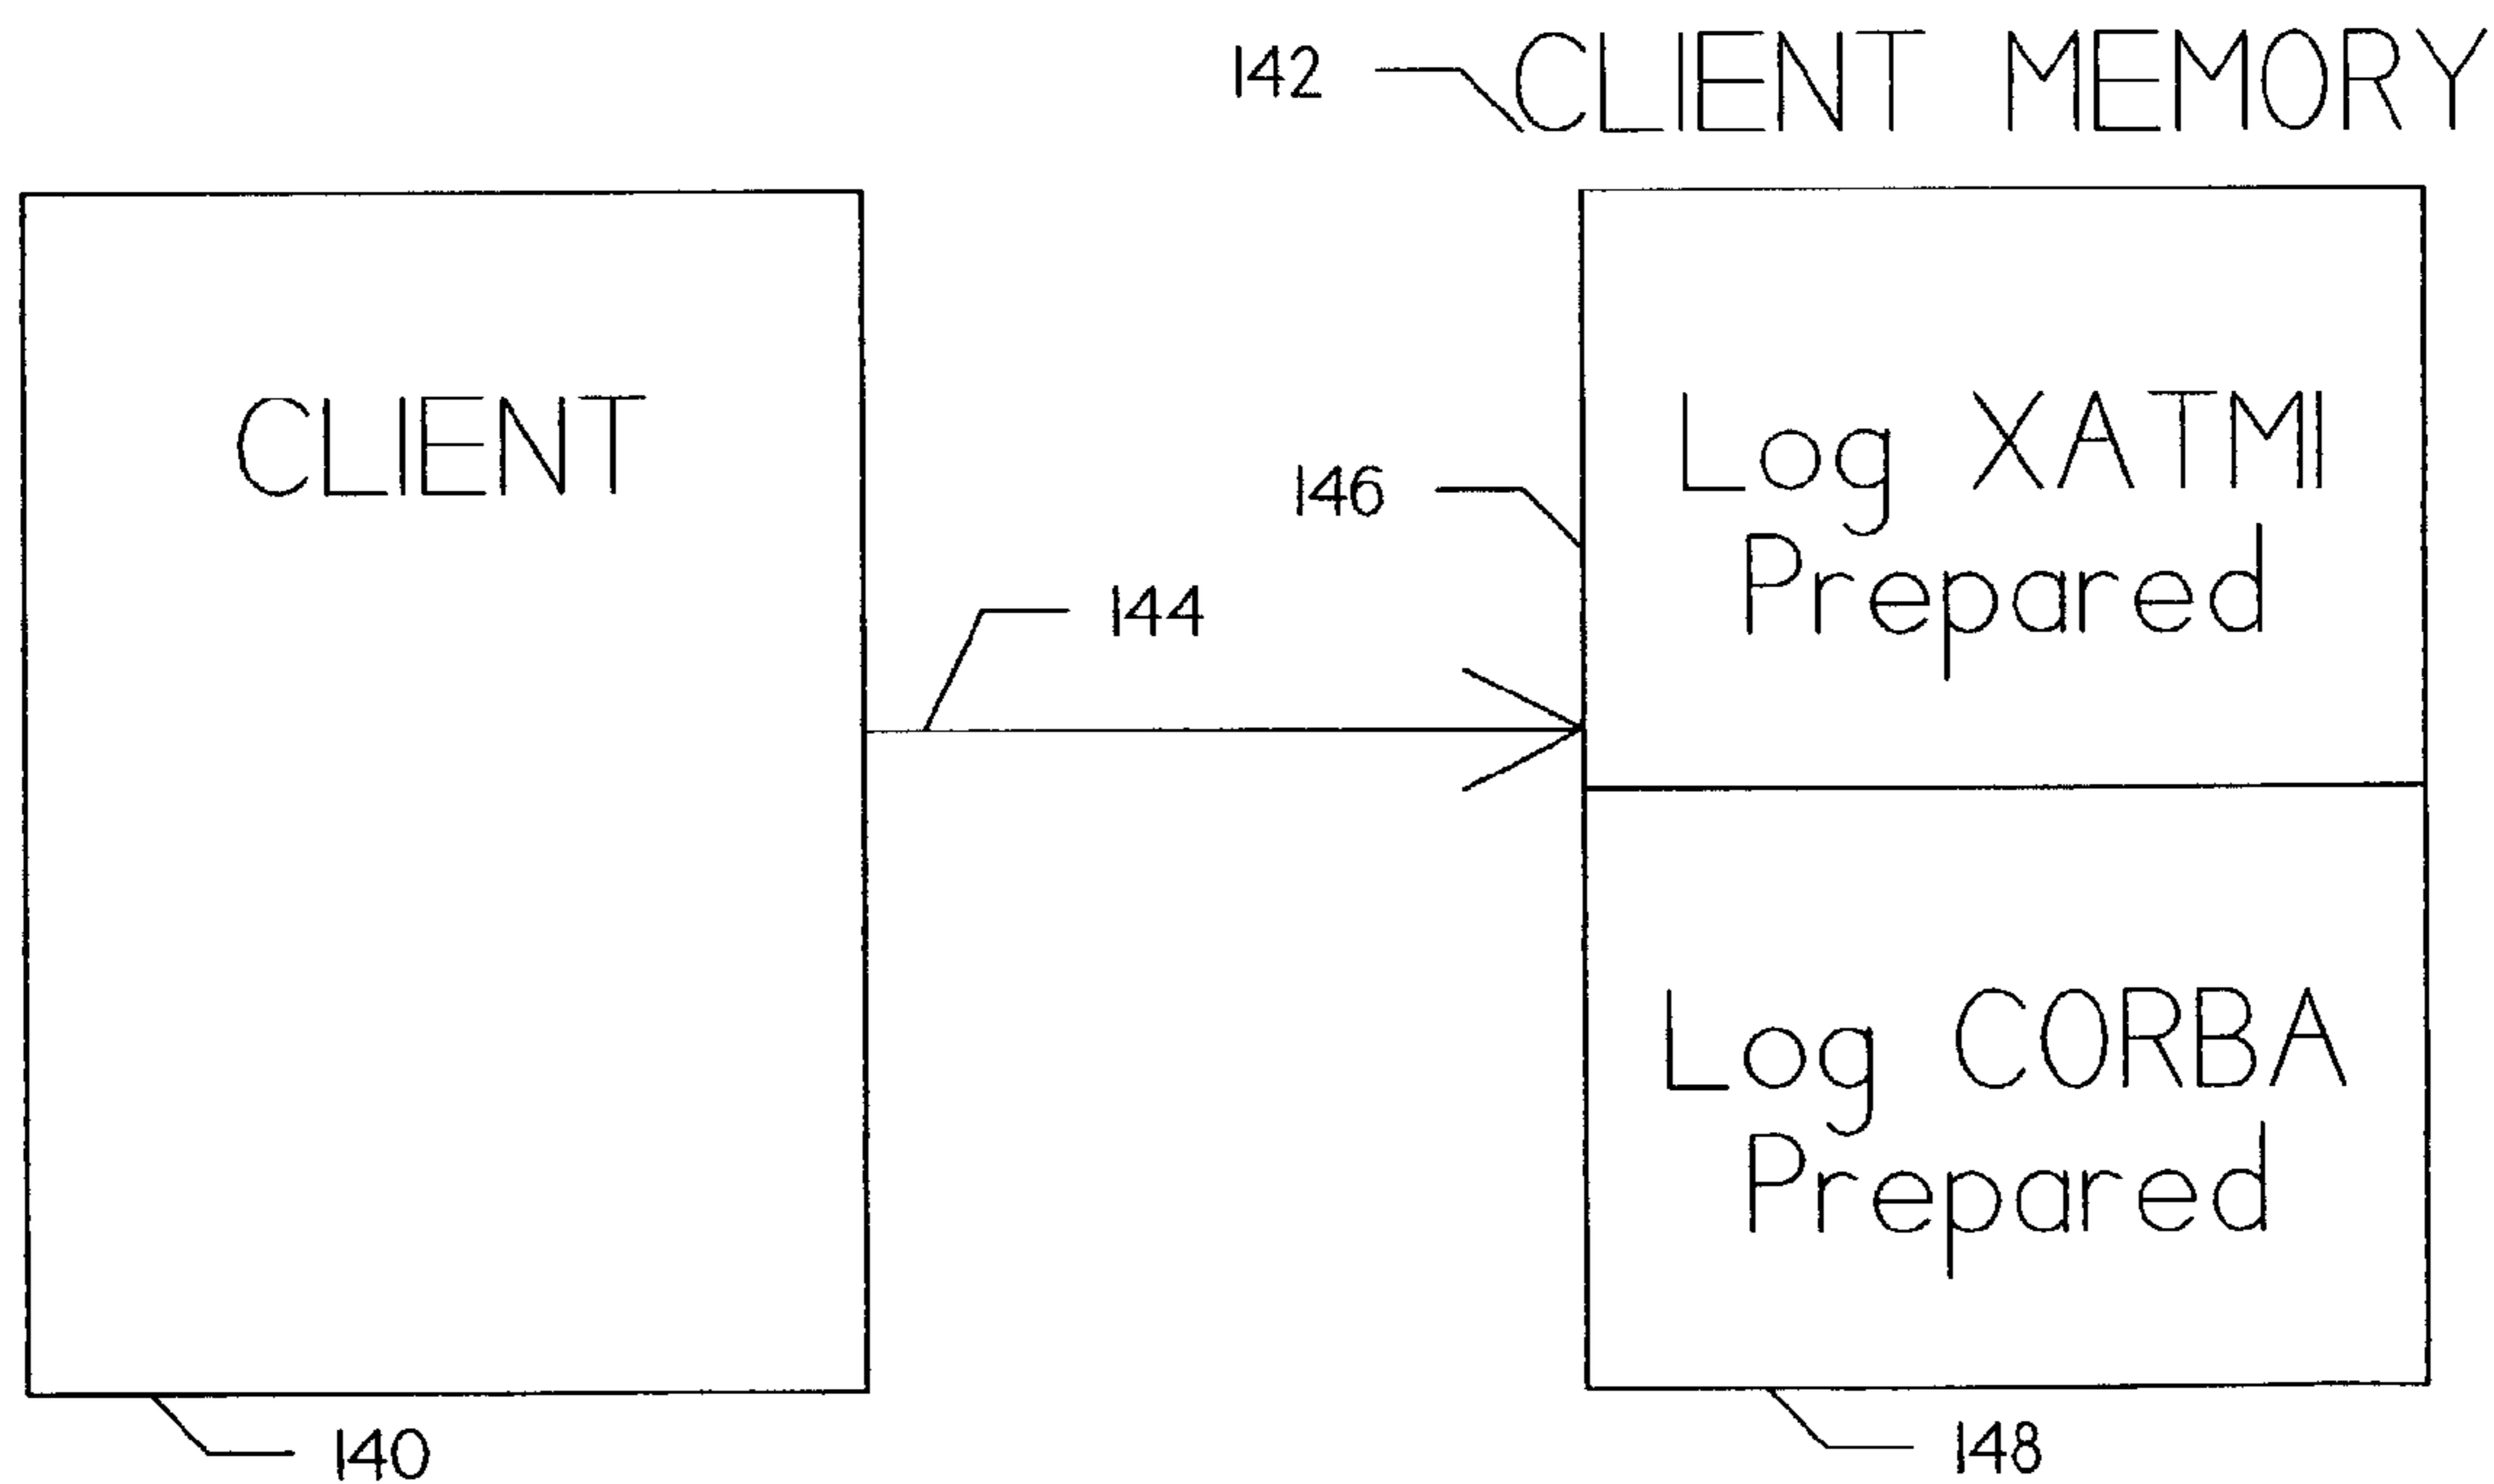 142 CLIENT MEMORY
CLIENT
Log XATMI
146
Prepared
144
Log CORBA
Prepared
140
148